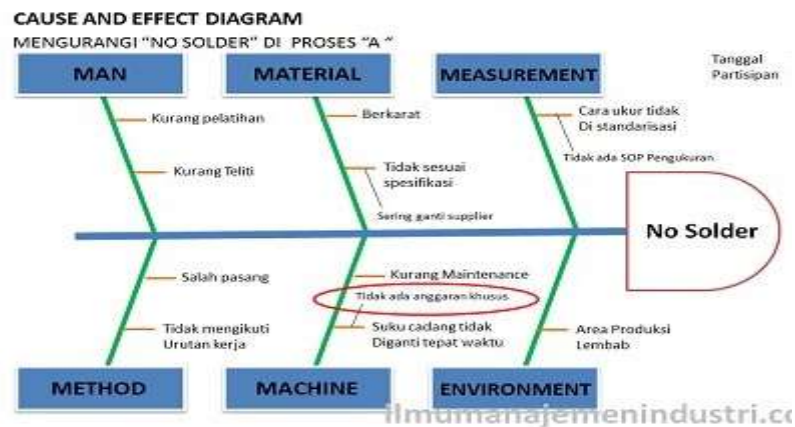 CAUSE AND EFFECT DIAGRAM
MENGURANGI "NO SOLDER" DI PROSES "A "
Tanggal
Partisipan
MAN
MATERIAL
MEASUREMENT
Kurang pelatihan
Kurang Teliti
Berkarat
Tidak sesuai
spesifikasi
Sering ganti supplier
Cara ukur tidak
Di standarisasi
Tidak ada SOP Pengukuran
No Solder
Salah pasang
Tidak mengikuti
Urutan kerja
Kurang Maintenance
Tidak ada anggaran khusus
Suku cadang tidak
Diganti tepat waktu
Area Produksi
Lembab
METHOD
MACHINE
ENVIRONMENT
ilmumanajemenindustri.co